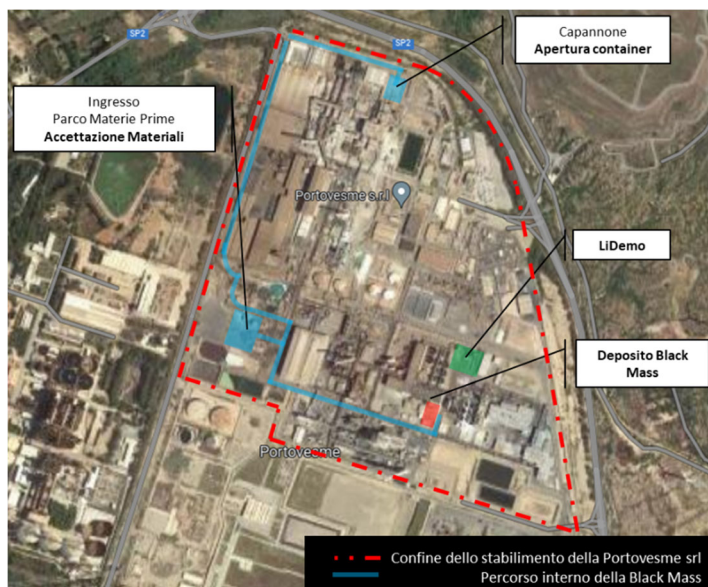 SP2
SP2
Capannone
Apertura container
Ingresso
Parco Materie Prime
Accettazione Materiali
Portovesme s.r.l
LiDemo
Deposito Black
Mass
Portovesme
Confine dello stabilimento della Portovesme srl
Percorso interno della Black Mass